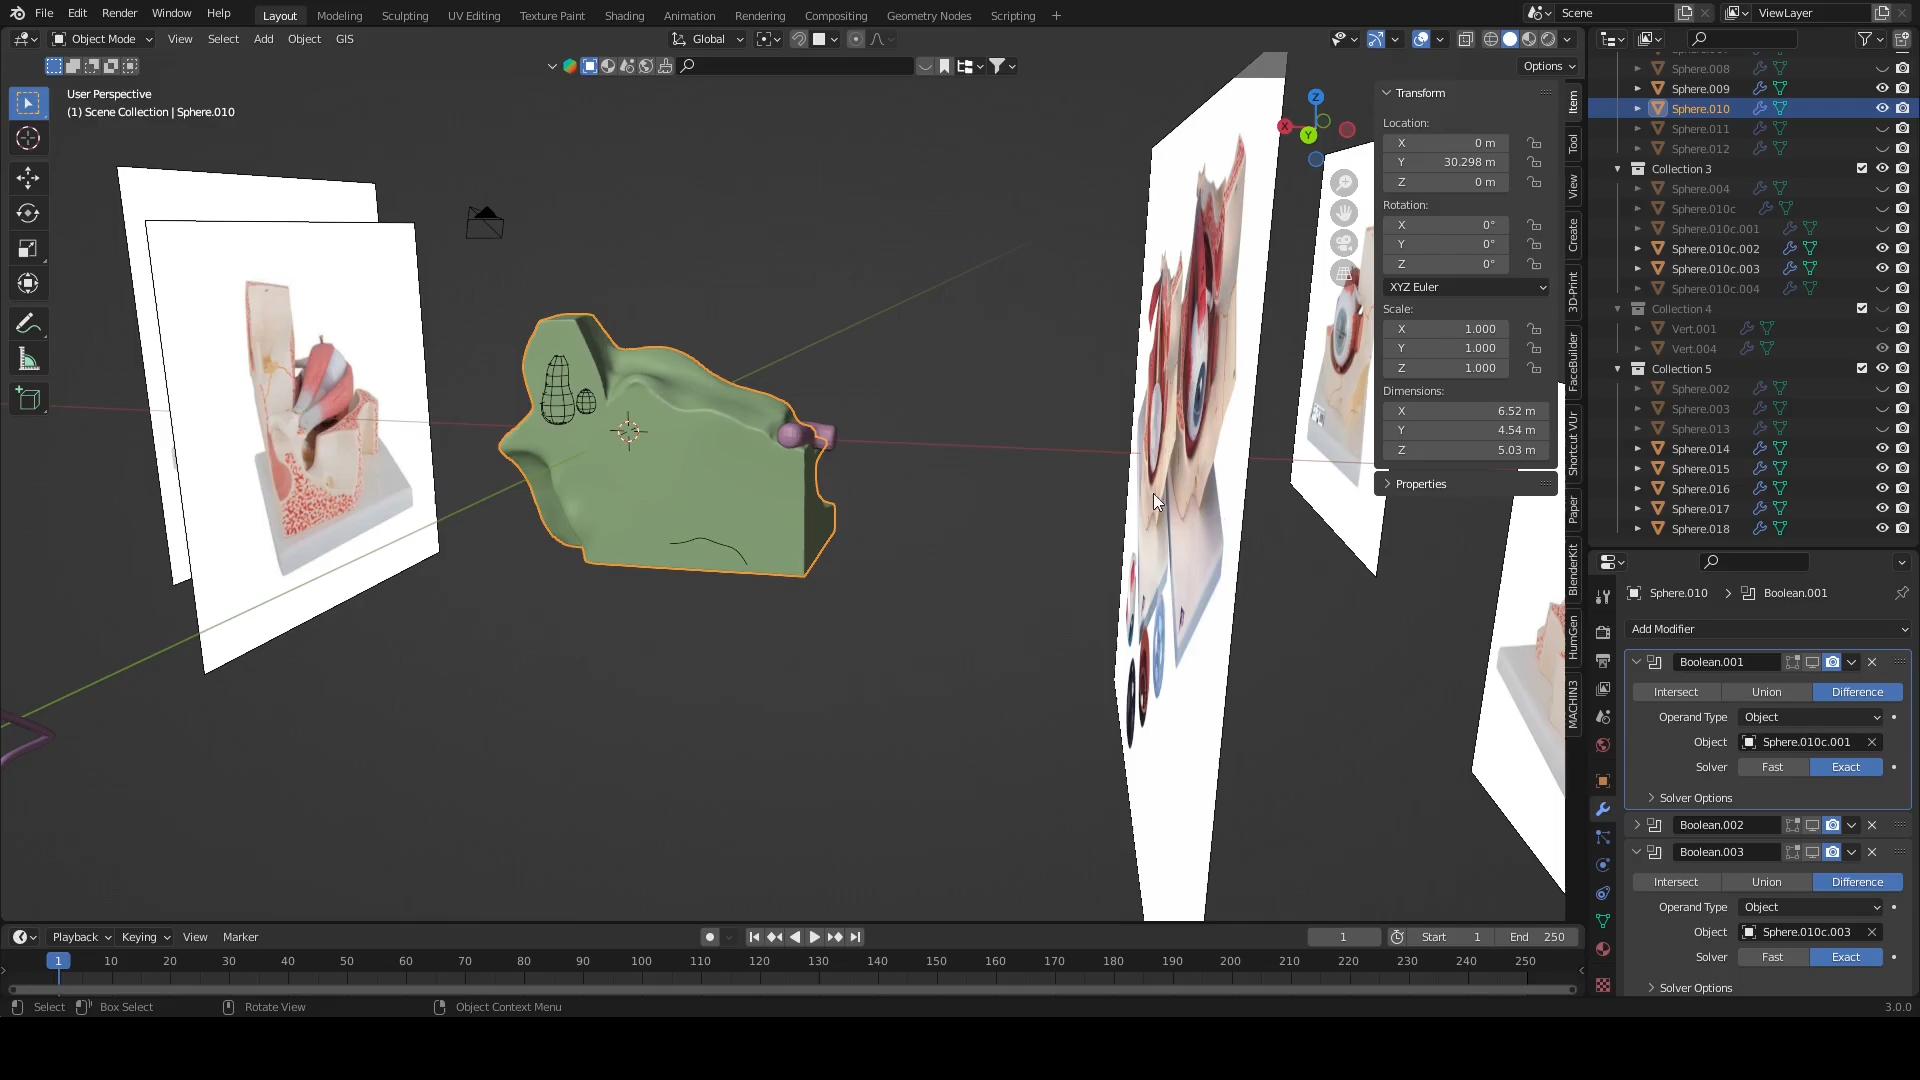 File Edit Render Window Help Layout Modeling Sculpting UV Editing Texture Paint Shading Animation Rendering Compositing Geometry Nodes Scripting + Scene ViewLayer
Object Mode View Select Add Object GIS Global
Options
User Perspective
(1) Scene Collection | Sphere.010
Transform
Location:
X 0 m
Y 30.298 m
Z 0 m
Rotation:
X 0°
Y 0°
Z 0°
XYZ Euler
Scale:
X 1.000
Y 1.000
Z 1.000
Dimensions:
X 6.52 m
Y 4.54 m
Z 5.03 m
Properties
Z
X
Y
Item
Tool
View
Create
3D-Print
FaceBuilder
Shortcut VUr
Paper
BlenderKit
HumGen
MACHIN3
Sphere.008
Sphere.009
Sphere.010
Sphere.011
Sphere.012
Collection 3
Sphere.004
Sphere.010c
Sphere.010c.001
Sphere.010c.002
Sphere.010c.003
Sphere.010c.004
Collection 4
Vert.001
Vert.004
Collection 5
Sphere.002
Sphere.003
Sphere.013
Sphere.014
Sphere.015
Sphere.016
Sphere.017
Sphere.018
Sphere.010 > Boolean.001
Add Modifier
Boolean.001
Intersect Union Difference
Operand Type Object
Object Sphere.010c.001
Solver Fast Exact
Solver Options
Boolean.002
Boolean.003
Intersect Union Difference
Operand Type Object
Object Sphere.010c.003
Solver Fast Exact
Solver Options
Playback Keying View Marker 1 Start 1 End 250
1 10 20 30 40 50 60 70 80 90 100 110 120 130 140 150 160 170 180 190 200 210 220 230 240 250
Select Box Select Rotate View Object Context Menu 3.0.0